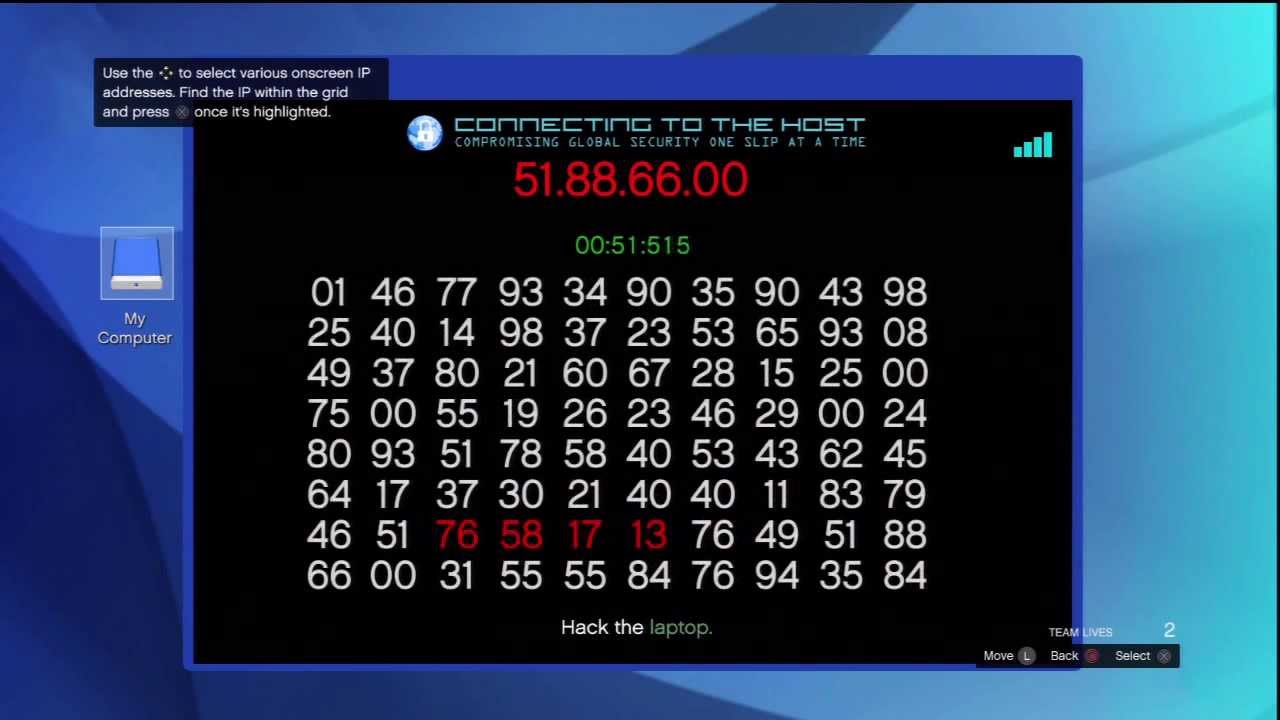 Use the to select various onscreen IP
addresses. Find the IP within the grid
and press once it's highlighted.
CONNECTING TO THE HOST
COMPROMISING GLOBAL SECURITY ONE SLIP AT A TIME
51.88.66.00
00:51:515
My
Computer
01 46 77 93 34 90 35 90 43 98
25 40 14 98 37 23 53 65 93 08
49 37 80 21 60 67 28 15 25 00
75 00 55 19 26 23 46 29 00 24
80 93 51 78 58 40 53 43 62 45
64 17 37 30 21 40 40 11 83 79
46 51 76 58 17 13 76 49 51 88
66 00 31 55 55 84 76 94 35 84
Hack the laptop.
TEAM LIVES 2
Move L Back Select